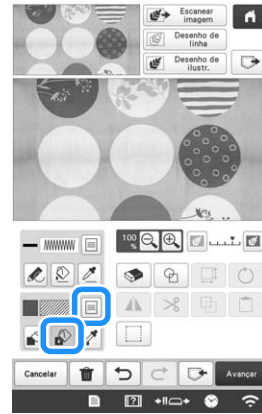 Escanear
imagem
Desenho de
linha
Desenho de
ilustr.
100
%
Cancelar
Avançar